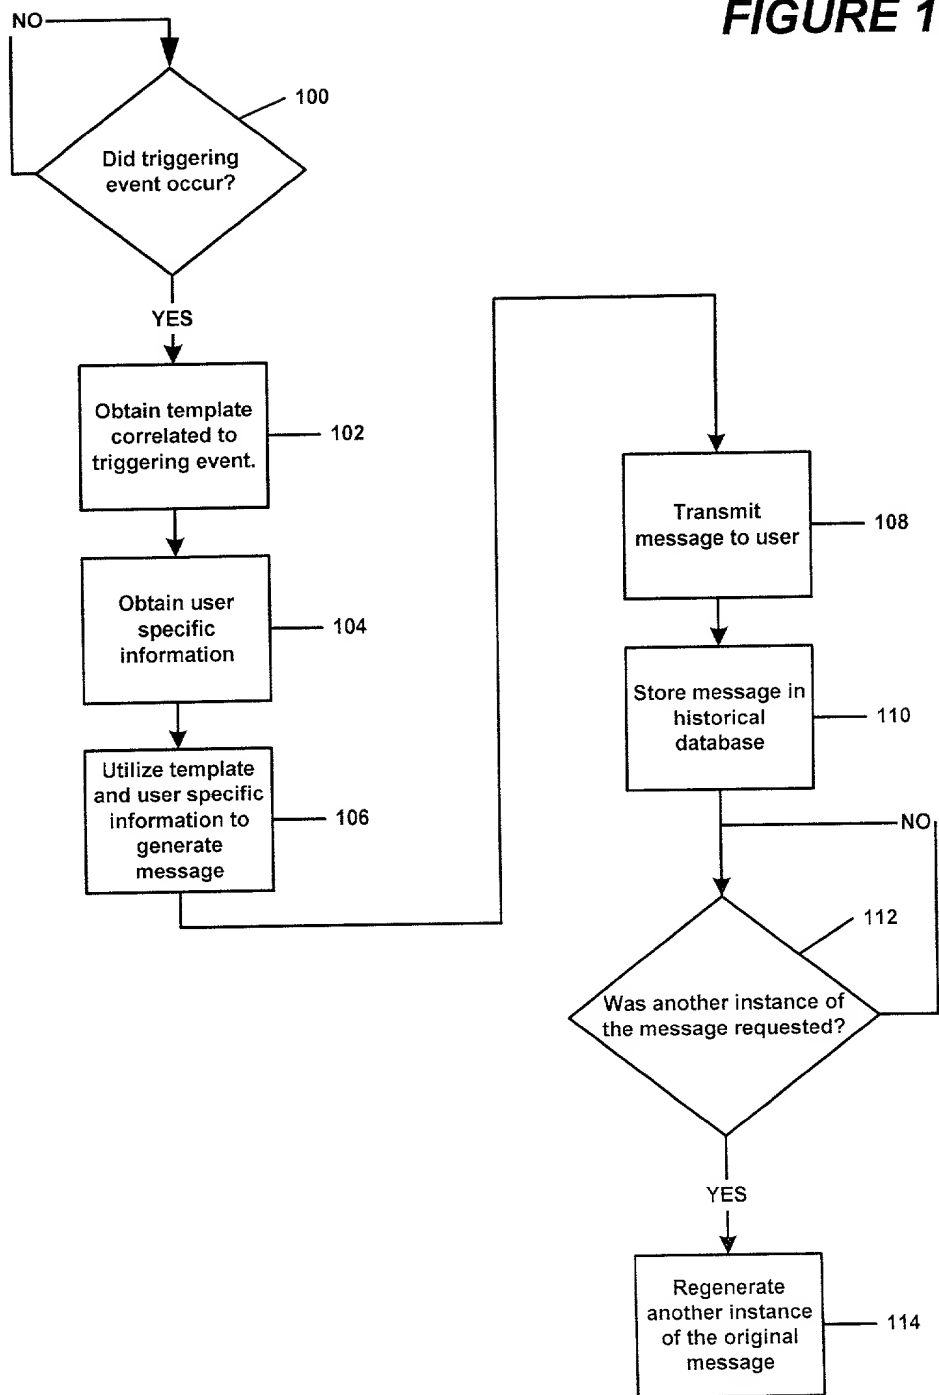 FIGURE 1
NO
100
Did triggering
event occur?
YES
Obtain template
correlated to
triggering event.
102
Obtain user
specific
information
104
Utilize template
and user specific
information to
generate
message
106
Transmit
message to user
108
Store message in
historical
database
110
NO
112
Was another instance of
the message requested?
YES
Regenerate
another instance
of the original
message
114